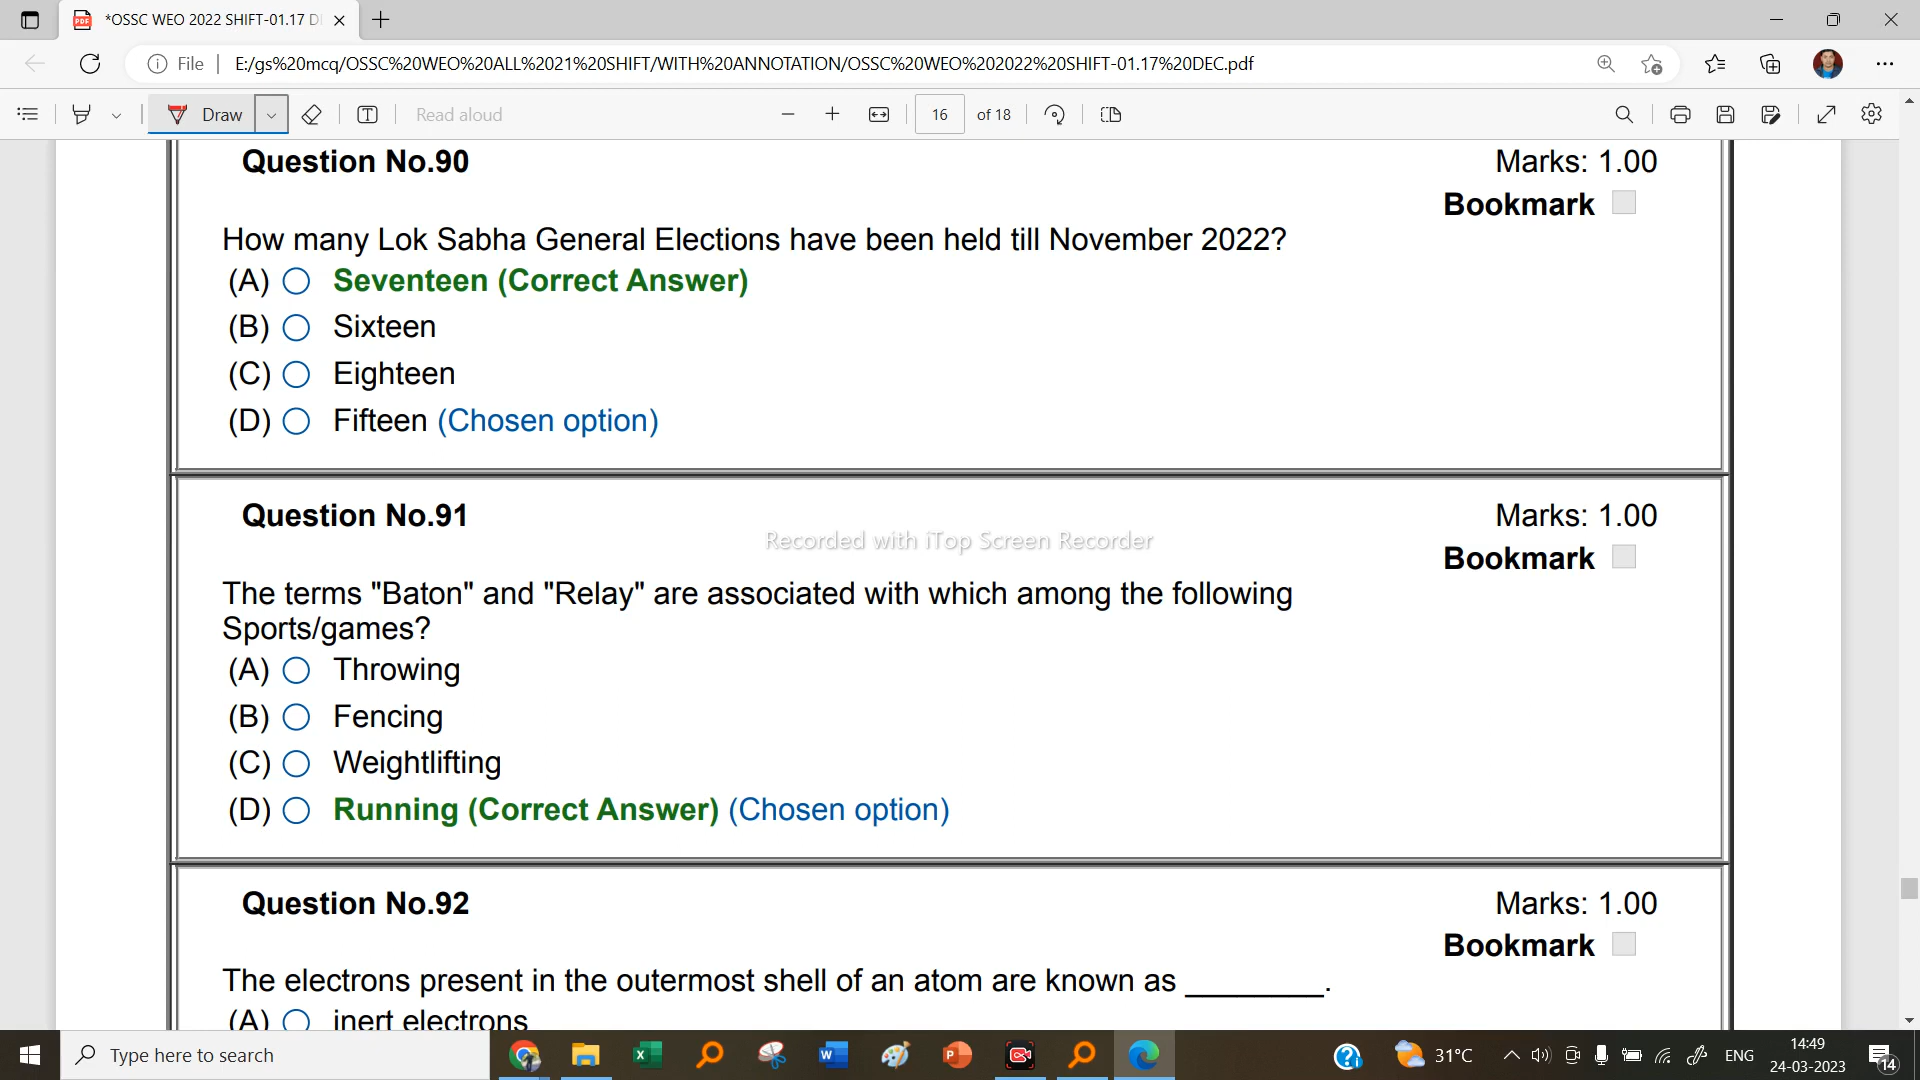 *OSSC WEO 2022 SHIFT-01.17 D
File
E:/gs%20mcq/OSSC%20WEO%20ALL%2021%20SHIFT/WITH%20ANNOTATION/OSSC%20WEO%202022%20SHIFT-01.17%20DEC.pdf
Draw
Read aloud
16 of 18
Question No.90
Marks: 1.00
Bookmark
How many Lok Sabha General Elections have been held till November 2022?
(A) Seventeen (Correct Answer)
(B) Sixteen
(C) Eighteen
(D) Fifteen (Chosen option)
Question No.91
Marks: 1.00
Recorded with iTop Screen Recorder
Bookmark
The terms "Baton" and "Relay" are associated with which among the following
Sports/games?
(A) Throwing
(B) Fencing
(C) Weightlifting
(D) Running (Correct Answer) (Chosen option)
Question No.92
Marks: 1.00
Bookmark
The electrons present in the outermost shell of an atom are known as ________.
(A) inert electrons
Type here to search
31°C
ENG
14:49
24-03-2023
14